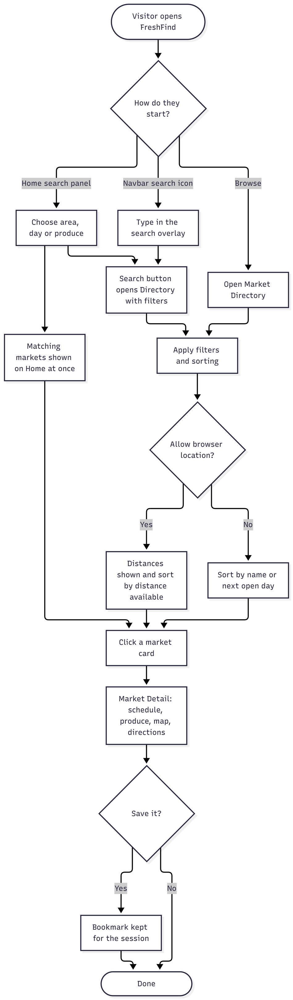 Visitor opens
FreshFind
How do they
start?
Home search panel
Navbar search icon
Browse
Choose area,
day or produce
Type in the
search overlay
Search button
opens Directory
with filters
Open Market
Directory
Matching
markets shown
on Home at once
Apply filters
and sorting
Allow browser
location?
Yes
No
Distances
shown and sort
by distance
available
Sort by name or
next open day
Click a market
card
Market Detail:
schedule,
produce, map,
directions
Save it?
Yes
No
Bookmark kept
for the session
Done